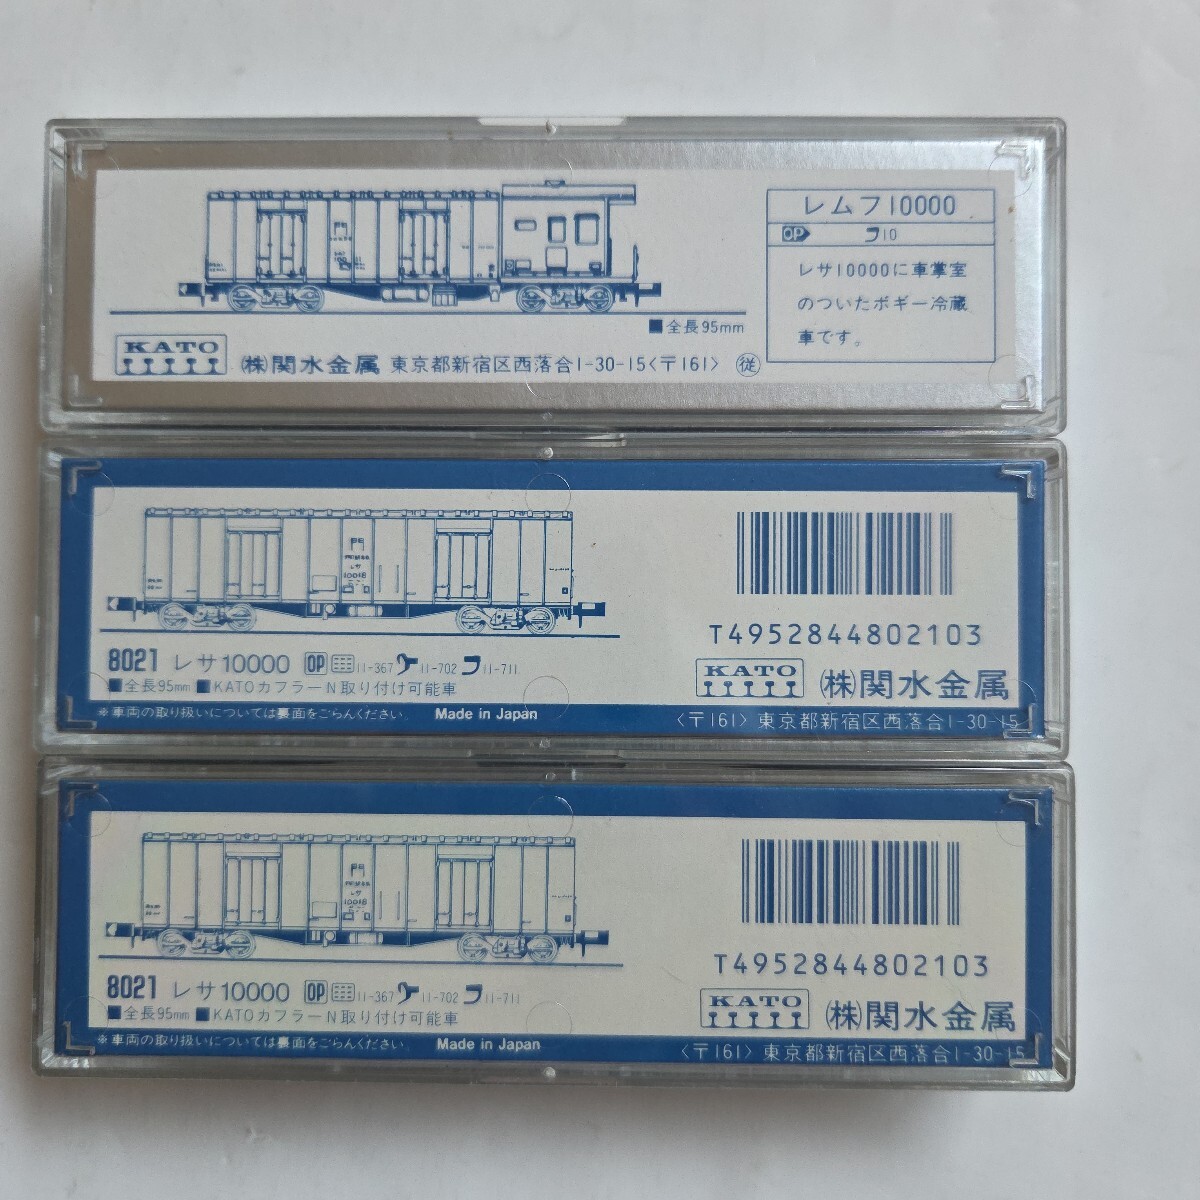 レムフ10000
OP フ10
レサ10000に車掌室
のついたボギー冷蔵
車です。
■全長95mm
KATO (株)関水金属 東京都新宿区西落合1-30-15〈〒161〉 従
レサ
10018
T4952844802103
8021 レサ10000 OP 11-367 11-702 11-711
KATO (株)関水金属
■全長95mm ■KATOカプラーN取り付け可能車
※車両の取り扱いについては裏面をごらんください。 Made in Japan
〈〒161〉東京都新宿区西落合1-30-15
レサ
10018
T4952844802103
8021 レサ10000 OP 11-367 11-702 11-711
KATO (株)関水金属
■全長95mm ■KATOカプラーN取り付け可能車
※車両の取り扱いについては裏面をごらんください。 Made in Japan
〈〒161〉東京都新宿区西落合1-30-15